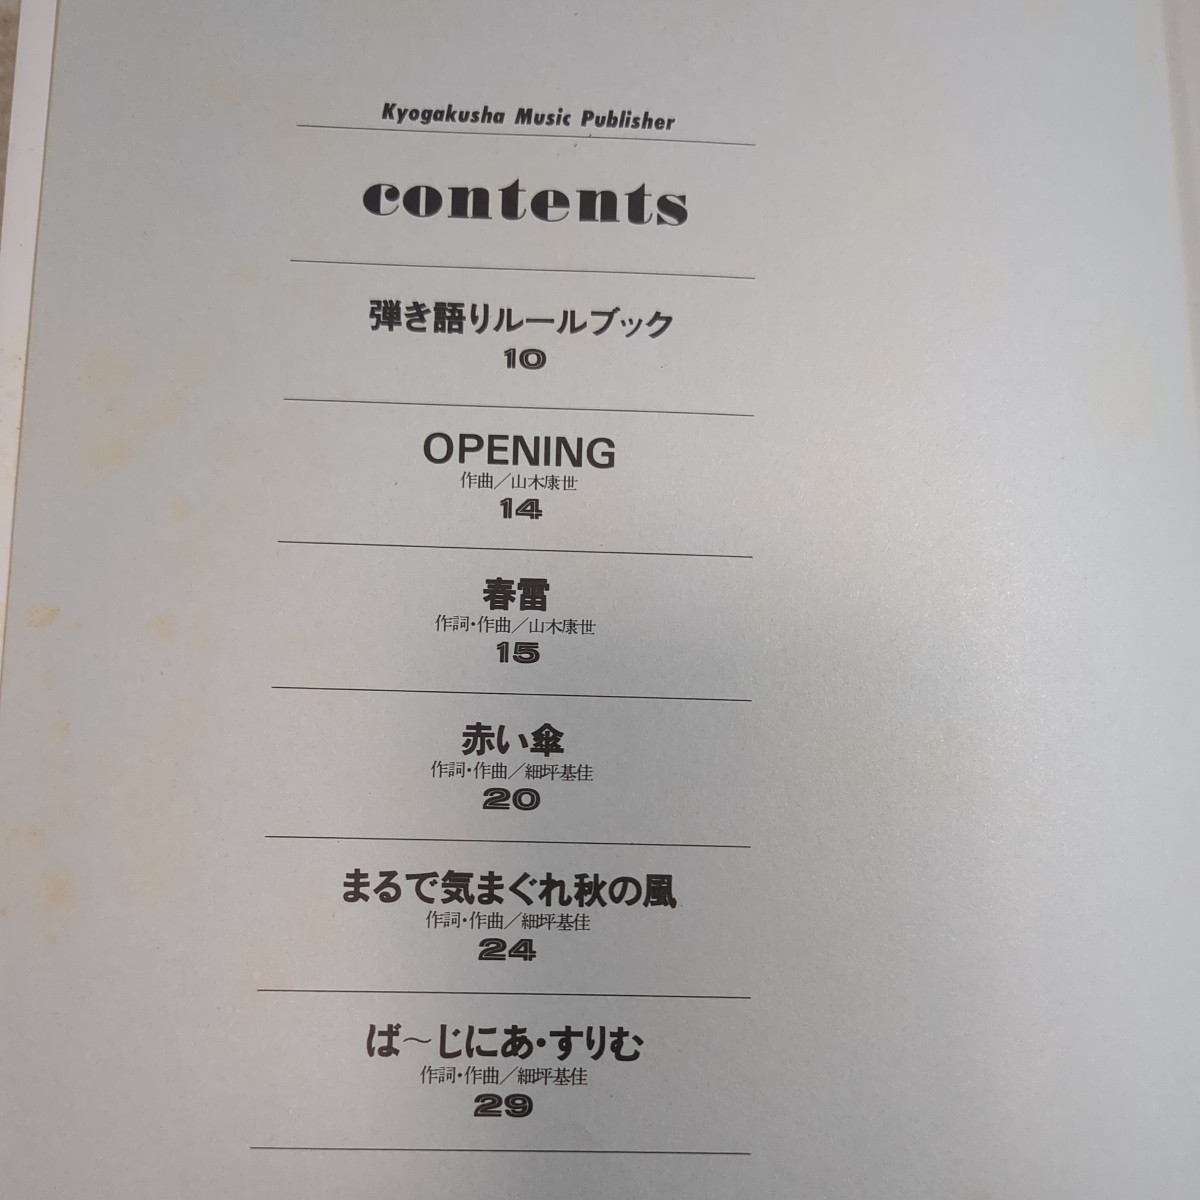 Kyogakusha Music Publisher
contents
弾き語りルールブック
10
OPENING
作曲／山木康世
14
春雷
作詞・作曲／山木康世
15
赤い傘
作詞・作曲／細坪基佳
20
まるで気まぐれ秋の風
作詞・作曲／細坪基佳
24
ば〜じにあ・すりむ
作詞・作曲／細坪基佳
29